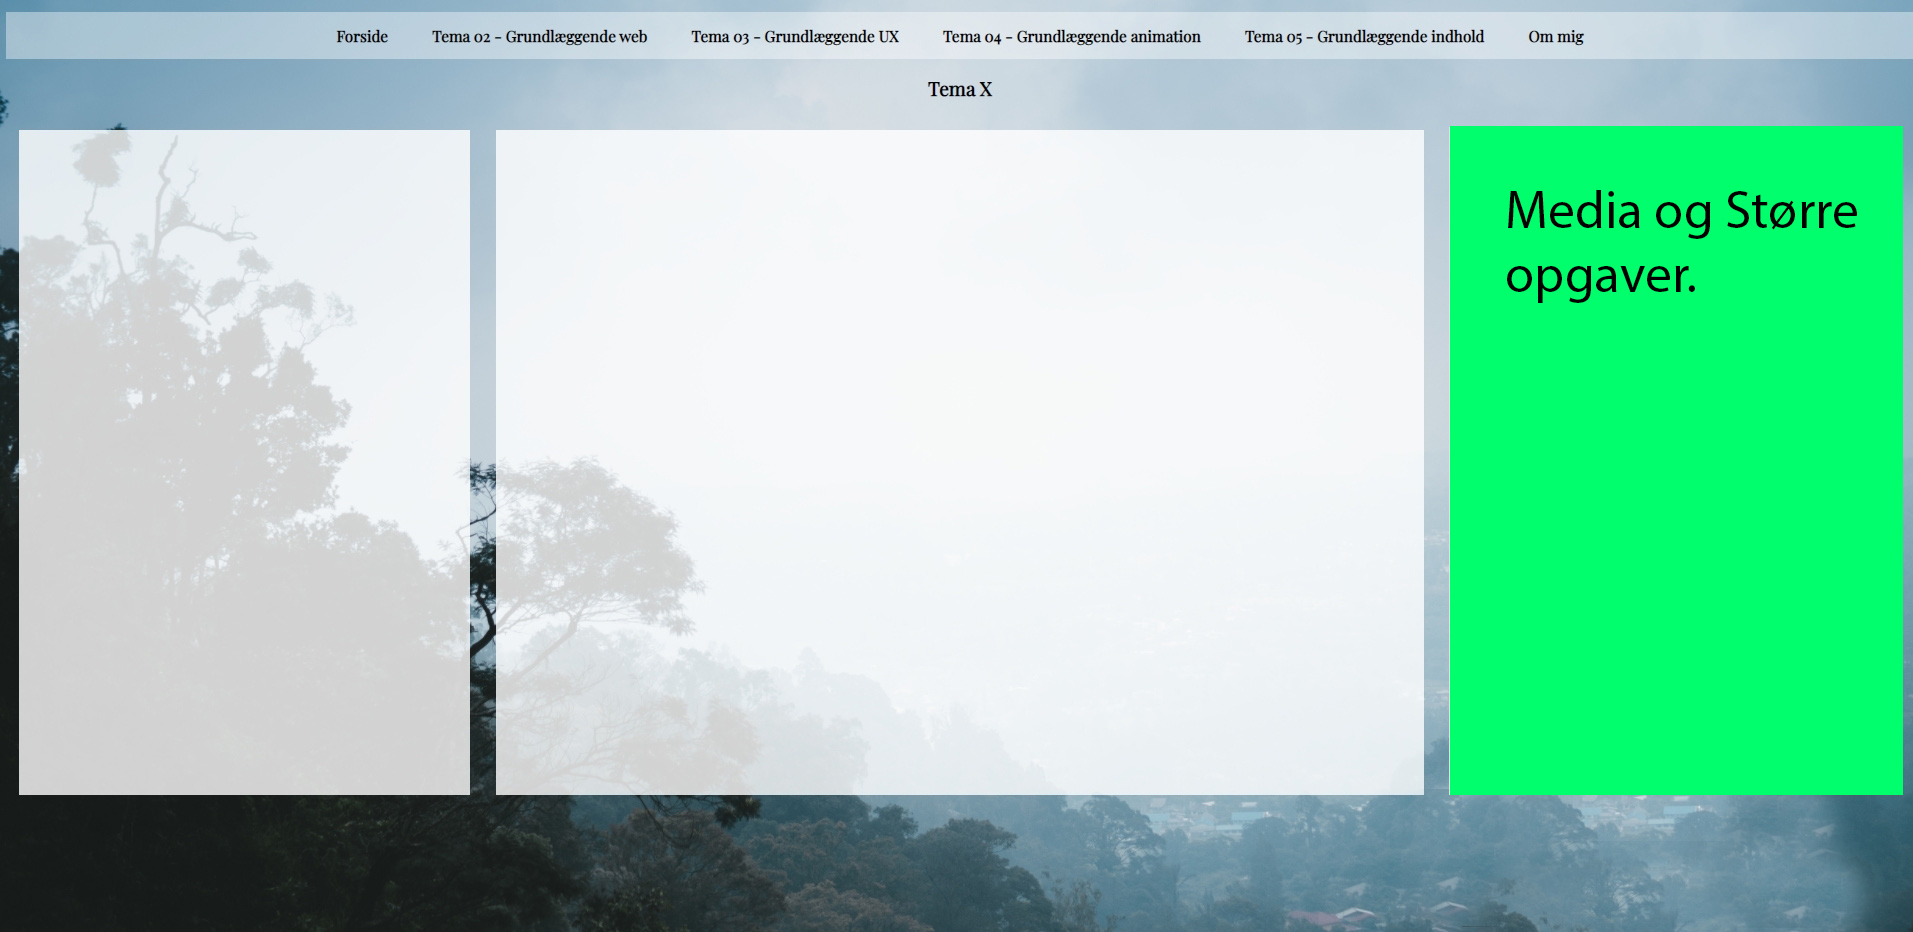 Forside Tema 02 - Grundlæggende web Tema 03 - Grundlæggende UX Tema 04 - Grundlæggende animation Tema 05 - Grundlæggende indhold Om mig
Tema X
Media og Større
opgaver.